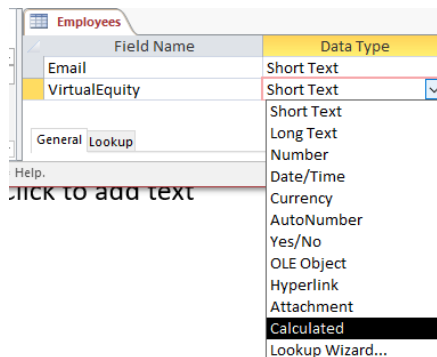 Employees
Field Name Data Type
Email Short Text
VirtualEquity Short Text
Short Text
Long Text
General Lookup
Number
Date/Time
Help.
Click to add text
Currency
AutoNumber
Yes/No
OLE Object
Hyperlink
Attachment
Calculated
Lookup Wizard...